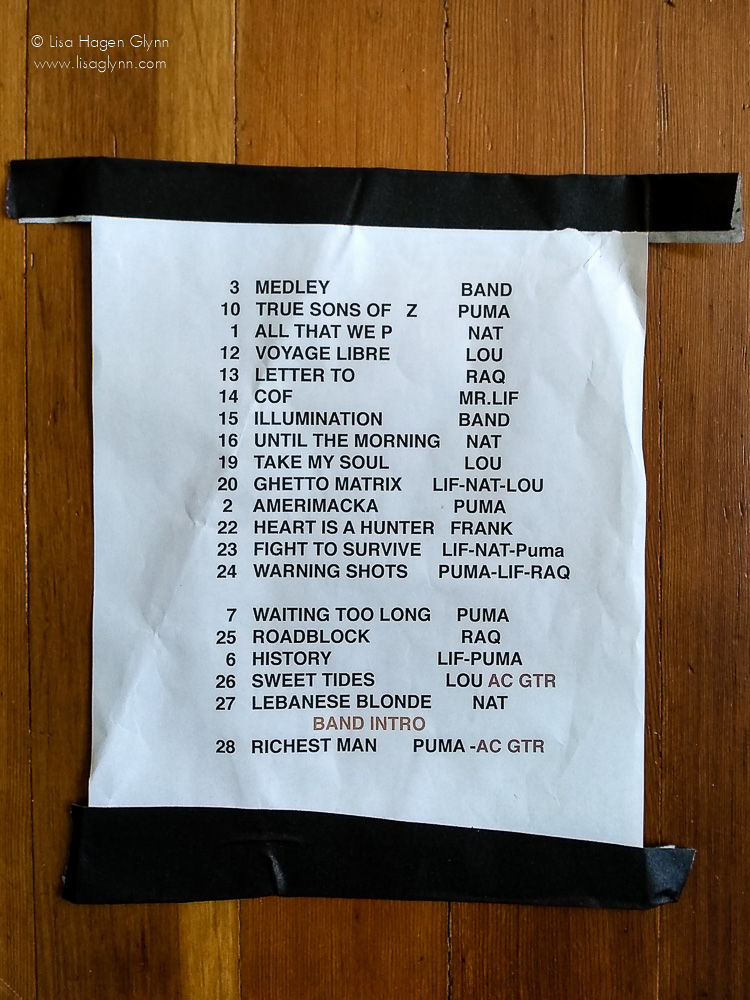 © Lisa Hagen Glynn
www.lisaglynn.com
3 MEDLEY BAND
10 TRUE SONS OF Z PUMA
1 ALL THAT WE P NAT
12 VOYAGE LIBRE LOU
13 LETTER TO RAQ
14 COF MR.LIF
15 ILLUMINATION BAND
16 UNTIL THE MORNING NAT
19 TAKE MY SOUL LOU
20 GHETTO MATRIX LIF-NAT-LOU
2 AMERIMACKA PUMA
22 HEART IS A HUNTER FRANK
23 FIGHT TO SURVIVE LIF-NAT-Puma
24 WARNING SHOTS PUMA-LIF-RAQ
7 WAITING TOO LONG PUMA
25 ROADBLOCK RAQ
6 HISTORY LIF-PUMA
26 SWEET TIDES LOU AC GTR
27 LEBANESE BLONDE NAT
BAND INTRO
28 RICHEST MAN PUMA -AC GTR